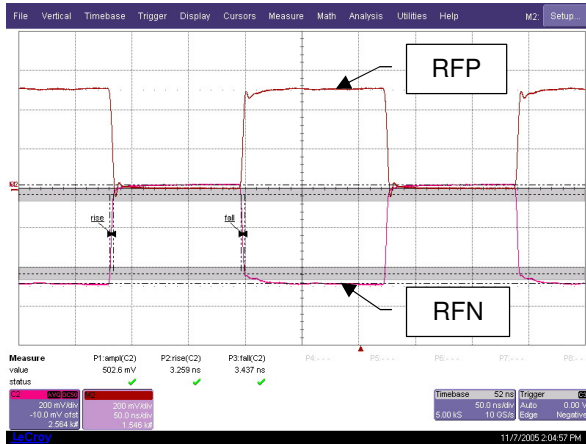 File Vertical Timebase Trigger Display Cursors Measure Math Analysis Utilities Help M2: Setup...
RFP
M2
rise fall
RFN
Measure P1:ampl(C2) P2:rise(C2) P3:fall(C2) P4:- - - P5:- - - P6:- - - P7:- - - P8:- - -
value 502.6 mV 3.259 ns 3.437 ns
status
C2
200 mV/div
-10.0 mV ofst
2.564 k#
M2
200 mV/div
50.0 ns/div
1.546 k#
Timebase 52 ns
50.0 ns/div
5.00 kS 10 GS/s
Trigger
Auto 0.00 V
Edge Negative
LeCroy 11/7/2005 2:04:57 PM